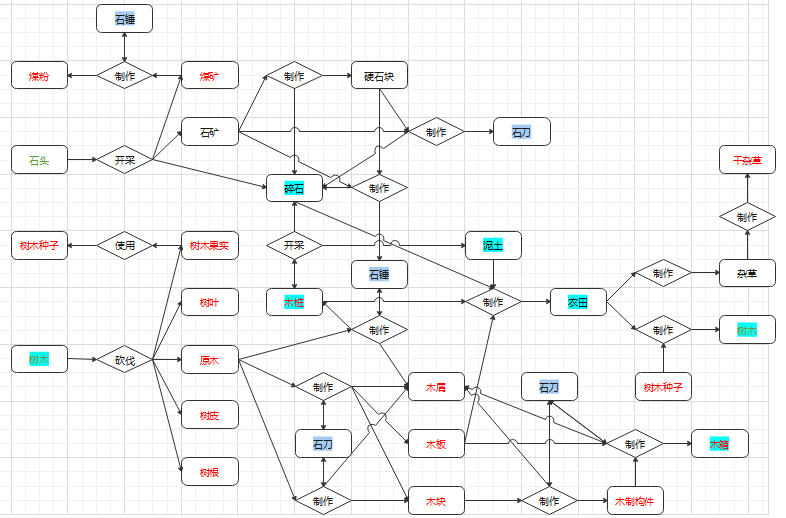 石锤
煤粉
制作
煤矿
制作
硬石块
石矿
制作
石刀
石头
开采
干杂草
碎石
制作
制作
树木种子
使用
树木果实
开采
泥土
石锤
制作
杂草
树叶
木桩
制作
农田
制作
树木
树木
砍伐
原木
制作
树木种子
制作
木屑
石刀
树皮
石刀
木板
制作
木箱
树根
制作
木块
制作
木制构件